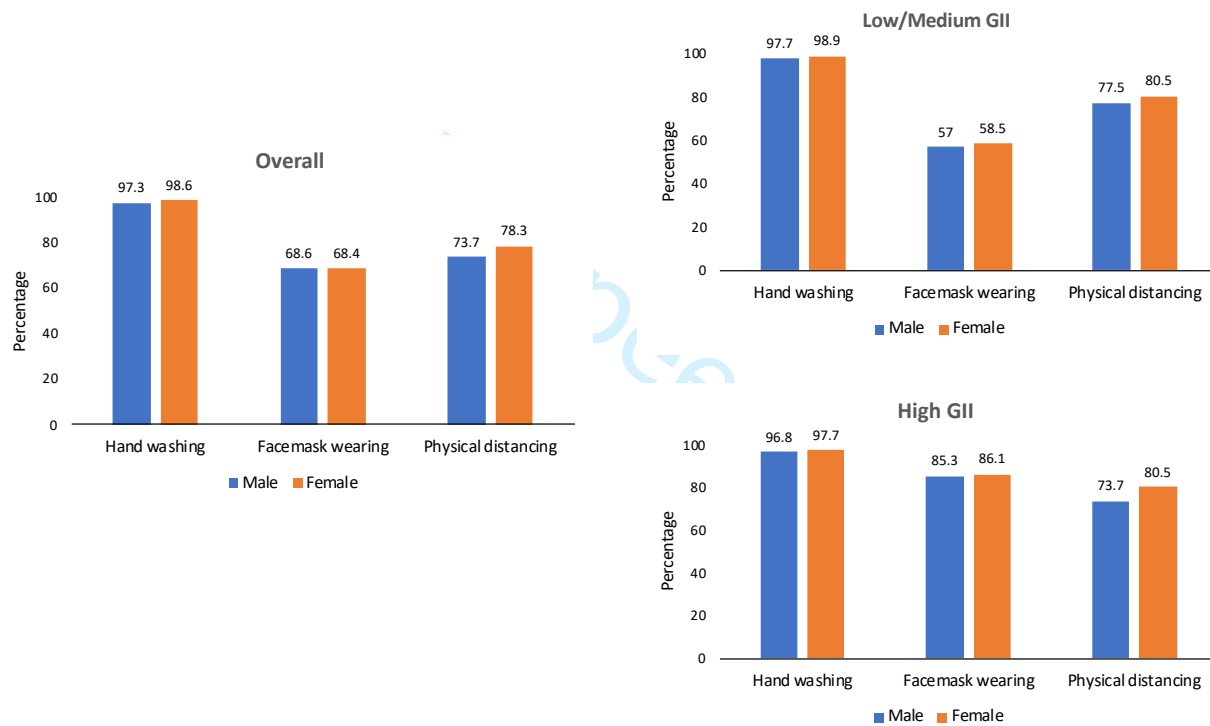 Overall
Percentage
100
80
60
40
20
0
97.3 98.6
68.6 68.4
73.7 78.3
Hand washing Facemask wearing Physical distancing
Male Female
Low/Medium GII
Percentage
100
80
60
40
20
0
97.7 98.9
57 58.5
77.5 80.5
Hand washing Facemask wearing Physical distancing
Male Female
High GII
Percentage
100
80
60
40
20
0
96.8 97.7
85.3 86.1
73.7 80.5
Hand washing Facemask wearing Physical distancing
Male Female